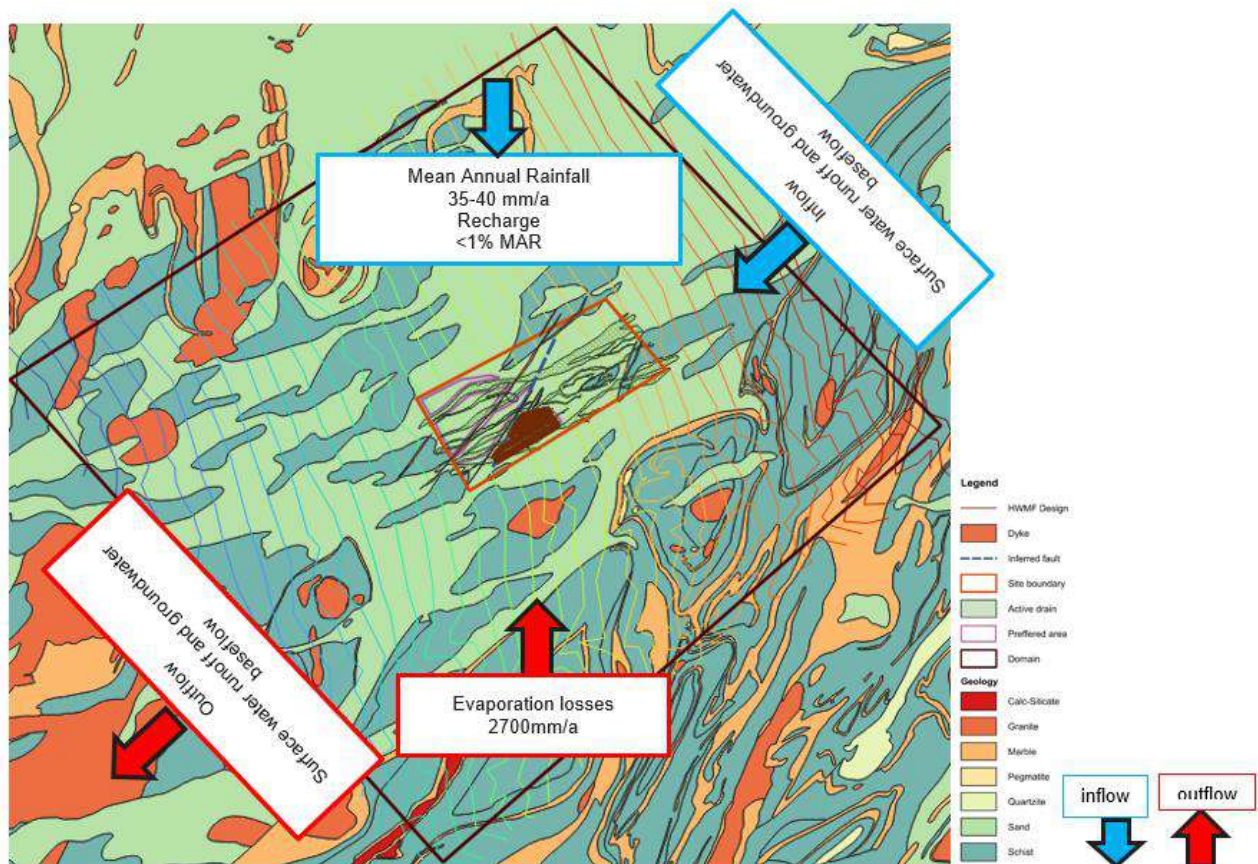 Mean Annual Rainfall
35-40 mm/a
Recharge
<1% MAR
Surface water runoff and groundwater
baseflow
Inflow
Surface water runoff and groundwater
baseflow
Outflow
Evaporation losses
2700mm/a
Legend
HWMF Design
Dyke
Inferred fault
Site boundary
Active drain
Preffered area
Domain
Geology
Calc-Silicate
Granite
Marble
Pegmatite
Quartzite
Sand
Schist
inflow
outflow